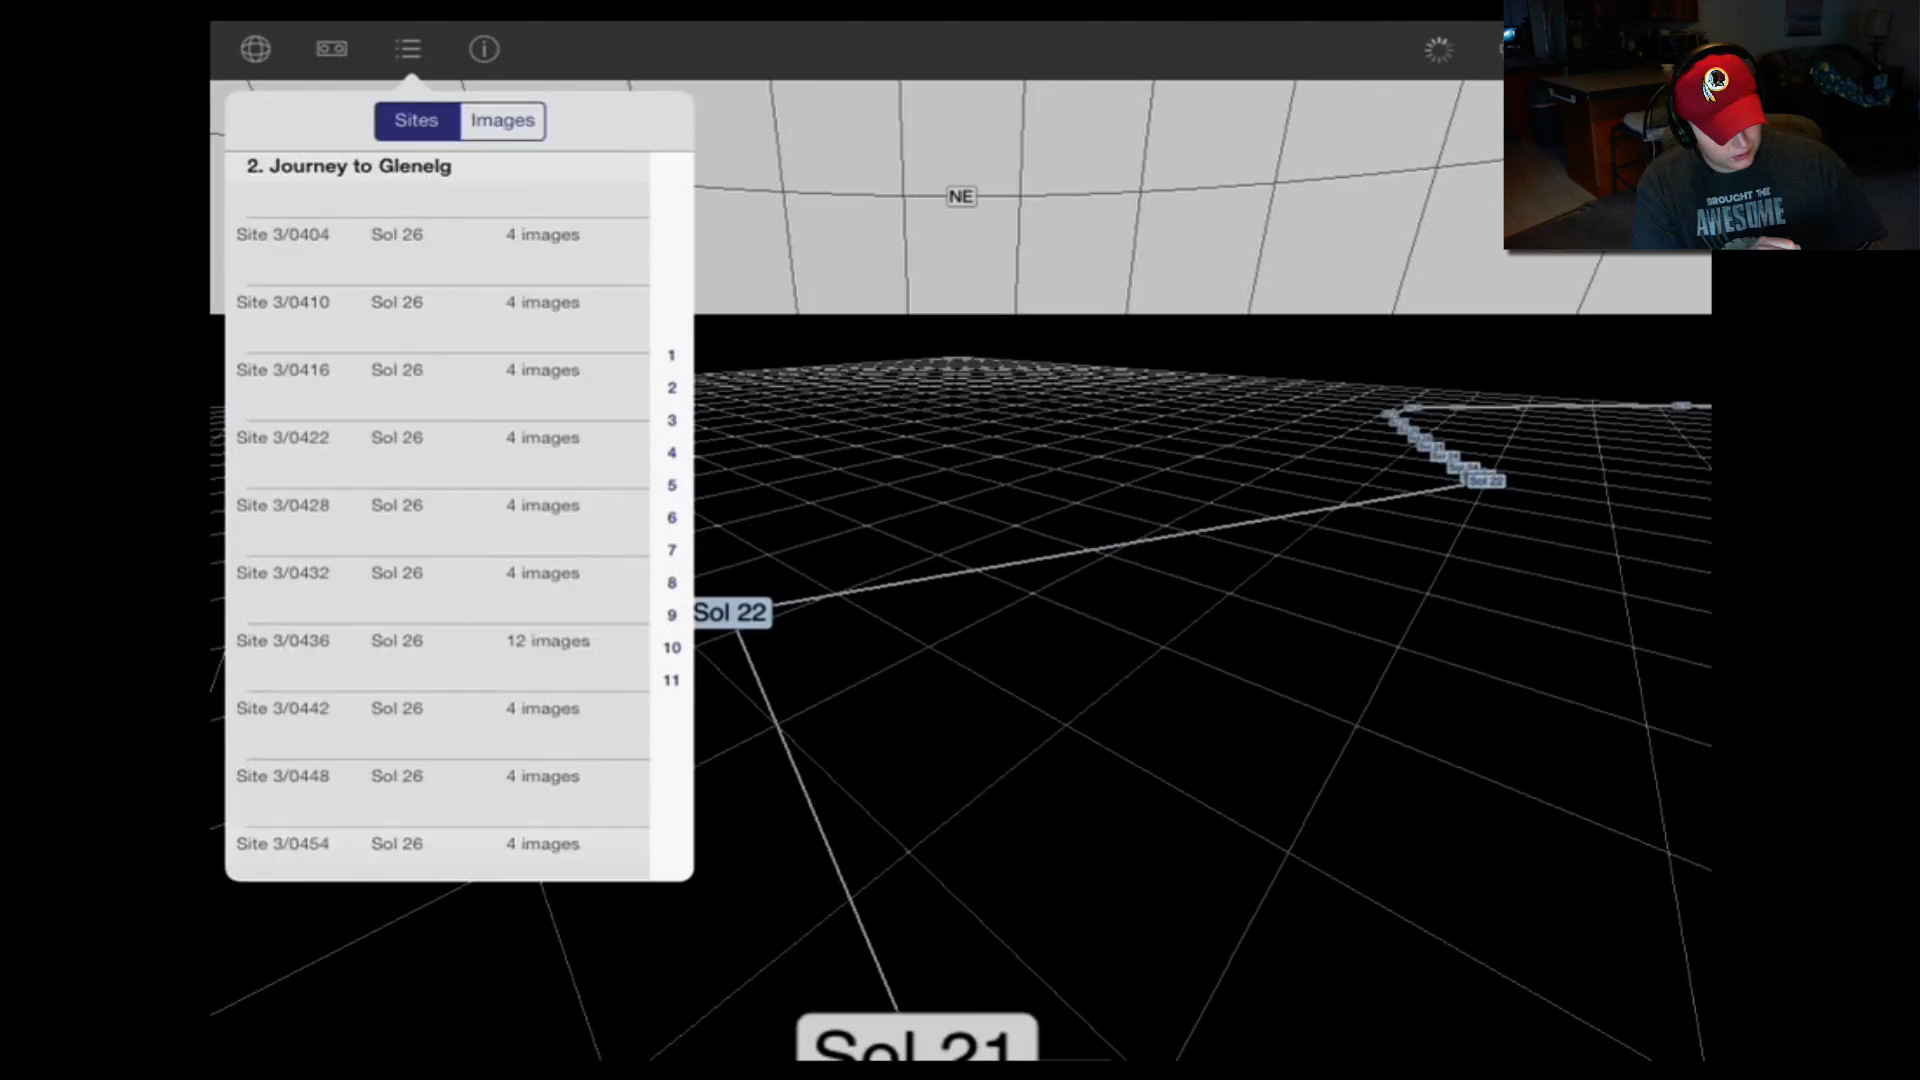 Sites Images
2. Journey to Glenelg
Site 3/0404 Sol 26 4 images
Site 3/0410 Sol 26 4 images
Site 3/0416 Sol 26 4 images
Site 3/0422 Sol 26 4 images
Site 3/0428 Sol 26 4 images
Site 3/0432 Sol 26 4 images
Site 3/0436 Sol 26 12 images
Site 3/0442 Sol 26 4 images
Site 3/0448 Sol 26 4 images
Site 3/0454 Sol 26 4 images
1
2
3
4
5
6
7
8
9
10
11
NE
Sol 22
Sol 22
Sol 21
BROUGHT THE
AWESOME